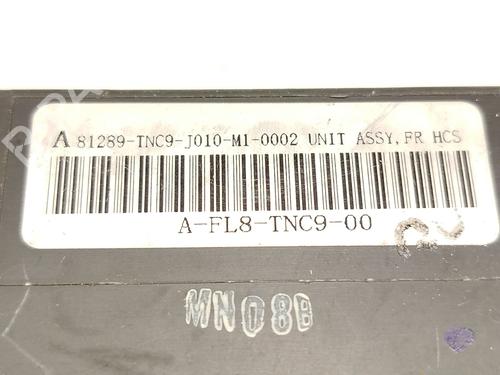 A 81289-TNC9-J010-M1-0002 UNIT ASSY, FR HCS
A-FL8-TNC9-00
MN08B